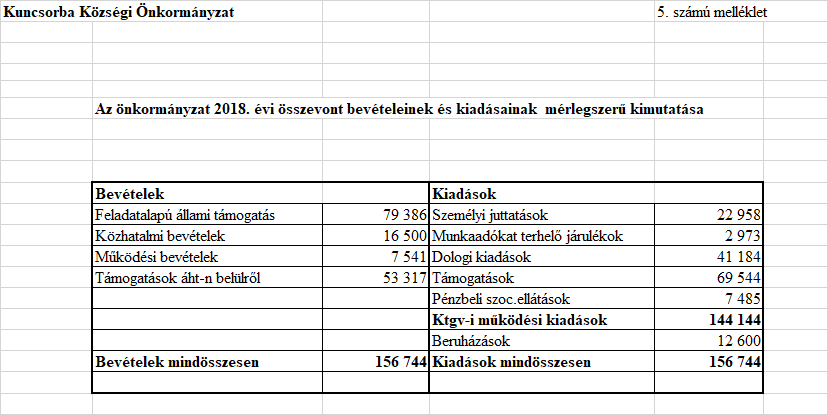 Kuncsorba Községi Önkormányzat 5. számú melléklet
Az önkormányzat 2018. évi összevont bevételeinek és kiadásainak mérlegszerű kimutatása
Bevételek Kiadások
Feladatalapú állami támogatás 79 386 Személyi juttatások 22 958
Közhatalmi bevételek 16 500 Munkaadókat terhelő járulékok 2 973
Működési bevételek 7 541 Dologi kiadások 41 184
Támogatások áht-n belülről 53 317 Támogatások 69 544
Pénzbeli szoc.ellátások 7 485
Ktgv-i működési kiadások 144 144
Beruházások 12 600
Bevételek mindösszesen 156 744 Kiadások mindösszesen 156 744